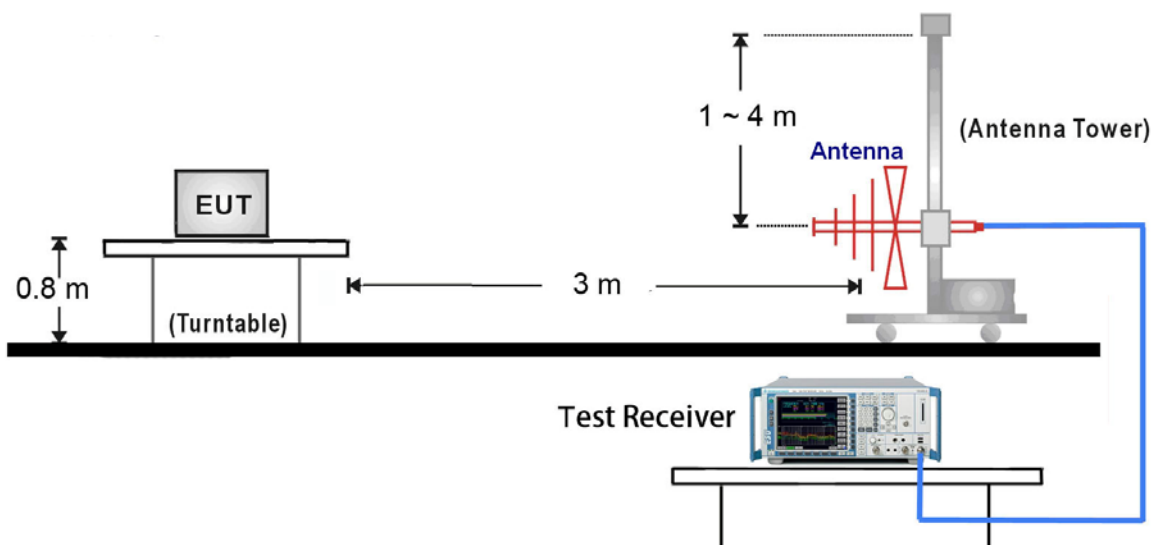 1 ~ 4 m
(Antenna Tower)
Antenna
EUT
0.8 m
3 m
(Turntable)
Test Receiver